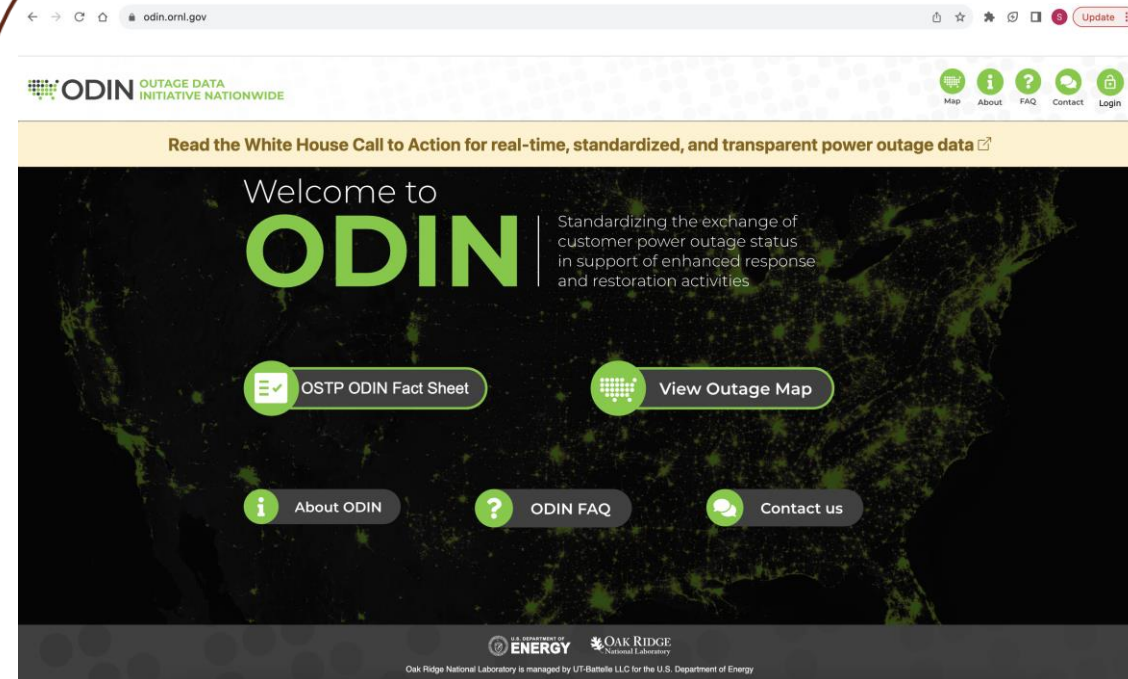 odin.ornl.gov
S
Update
ODIN OUTAGE DATA
INITIATIVE NATIONWIDE
Map About FAQ Contact Login
Read the White House Call to Action for real-time, standardized, and transparent power outage data
Welcome to
ODIN
Standardizing the exchange of
customer power outage status
in support of enhanced response
and restoration activities
OSTP ODIN Fact Sheet
View Outage Map
About ODIN
ODIN FAQ
Contact us
U.S. DEPARTMENT OF
ENERGY
OAK RIDGE
National Laboratory
Oak Ridge National Laboratory is managed by UT-Battelle LLC for the U.S. Department of Energy